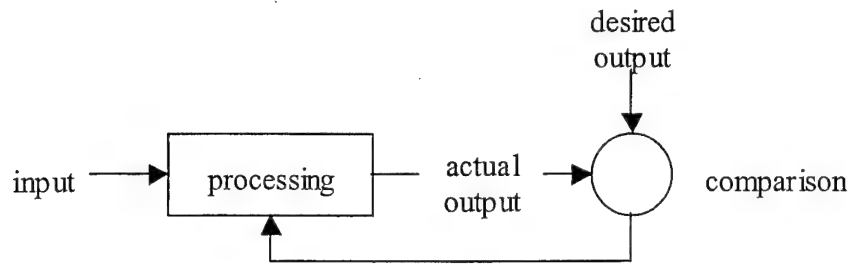 desired
output
input
processing
actual
output
comparison